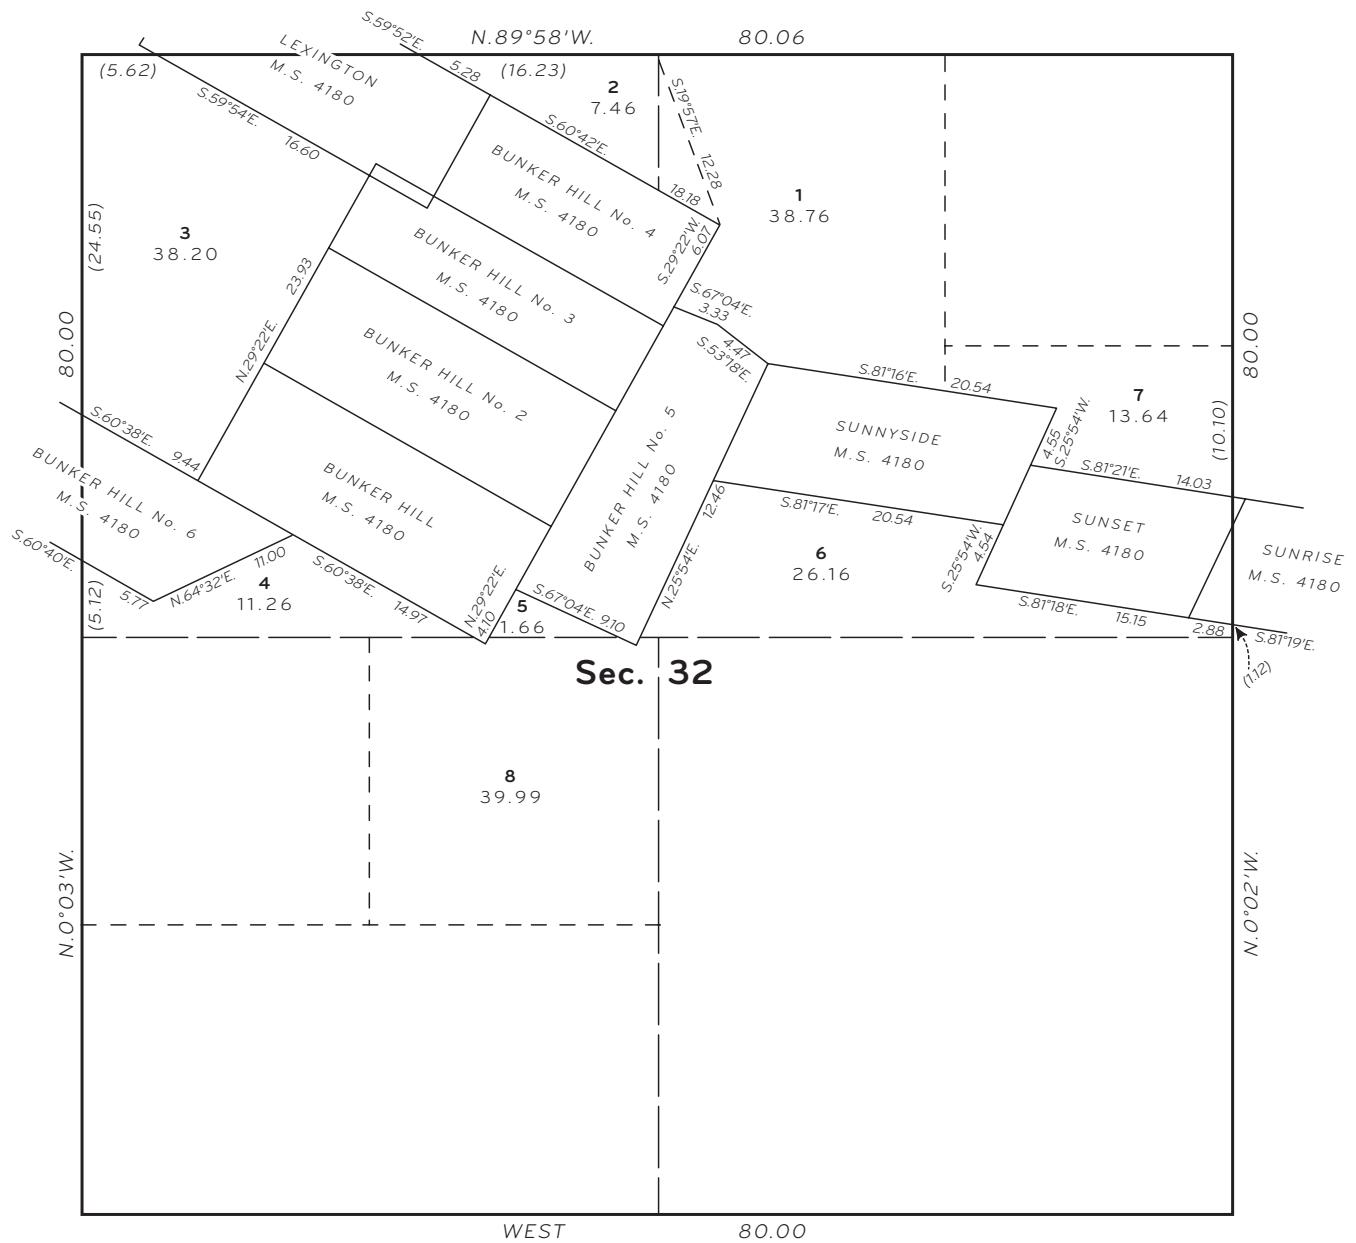 N.89°58'W. 80.06
S.59°52'E.
5.28
(16.23)
(5.62)
LEXINGTON
M.S. 4180
2
7.46
S.19°57'E. 12.28
S.59°54'E. 16.60
S.60°42'E. 18.18
BUNKER HILL No. 4
M.S. 4180
1
38.76
(24.55)
3
38.20
S.29°22'W.
6.07
BUNKER HILL No. 3
M.S. 4180
N.29°22'E. 23.93
S.67°04'E.
3.33
4.47
S.53°18'E.
80.00
80.00
BUNKER HILL No. 2
M.S. 4180
S.81°16'E. 20.54
7
13.64
(10.10)
4.55
S.25°54'W.
S.60°38'E. 9.44
SUNNYSIDE
M.S. 4180
BUNKER HILL No. 5
M.S. 4180
S.81°21'E. 14.03
BUNKER HILL No. 6
M.S. 4180
BUNKER HILL
M.S. 4180
N.25°54'E. 12.46
S.81°17'E. 20.54
SUNSET
M.S. 4180
SUNRISE
M.S. 4180
S.60°40'E. 5.77
N.64°32'E. 11.00
6
26.16
S.25°54'W.
4.54
(5.12)
4
11.26
S.60°38'E. 14.97
N.29°22'E.
4.10
5
1.66
S.67°04'E. 9.10
S.81°18'E. 15.15
2.88
S.81°19'E.
(1.12)
Sec. 32
8
39.99
N.0°03'W.
N.0°02'W.
WEST 80.00